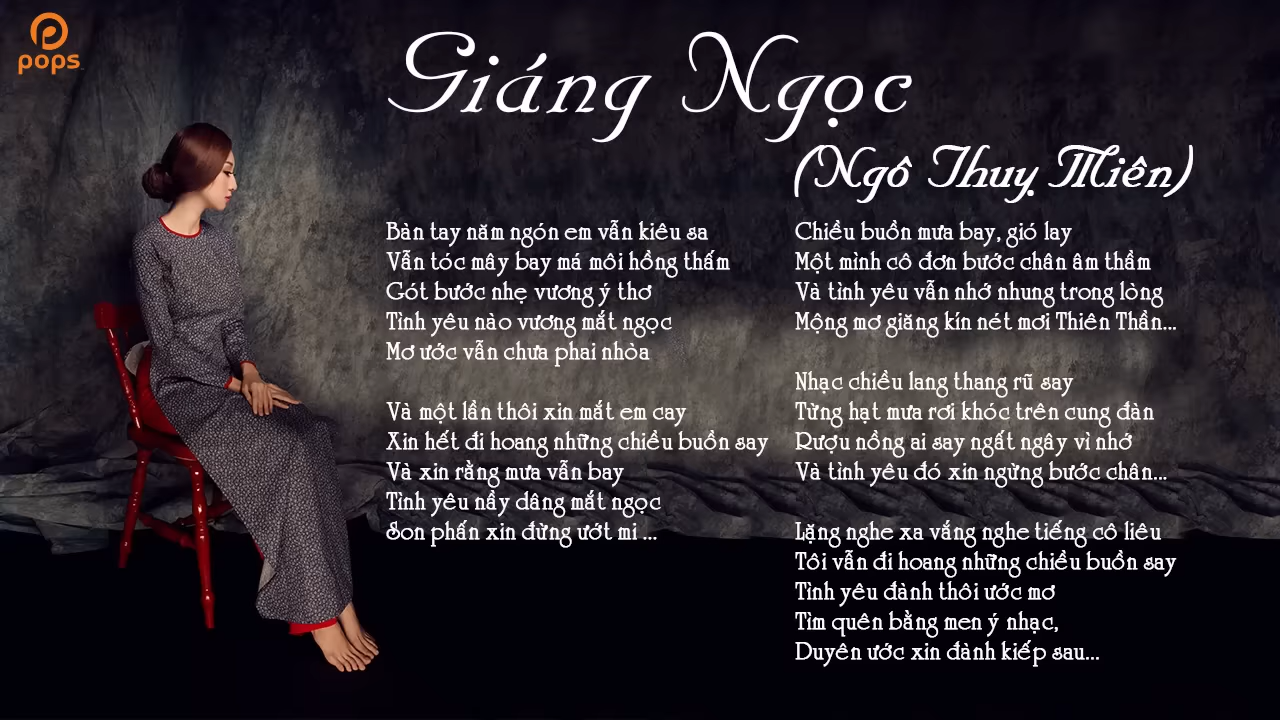 pops
Giáng Ngọc
(Ngô Thuỵ Miên)
Bàn tay năm ngón em vẫn kiêu sa
Vẫn tóc mây bay má môi hồng thấm
Gót bước nhẹ vương ý thơ
Tình yêu nào vương mắt ngọc
Mơ ước vẫn chưa phai nhòa
Và một lần thôi xin mắt em cay
Xin hết đi hoang những chiều buồn say
Và xin rằng mưa vẫn bay
Tình yêu nầy dâng mắt ngọc
Son phấn xin đừng ướt mi ...
Chiều buồn mưa bay, gió lay
Một mình cô đơn bước chân âm thầm
Và tình yêu vẫn nhớ nhung trong lòng
Mộng mơ giăng kín nét môi Thiên Thần...
Nhạc chiều lang thang rũ say
Từng hạt mưa rơi khóc trên cung đàn
Rượu nồng ai say ngất ngây vì nhớ
Và tình yêu đó xin ngừng bước chân...
Lặng nghe xa vắng nghe tiếng cô liêu
Tôi vẫn đi hoang những chiều buồn say
Tình yêu đành thôi ước mơ
Tìm quên bằng men ý nhạc,
Duyên ước xin đành kiếp sau...